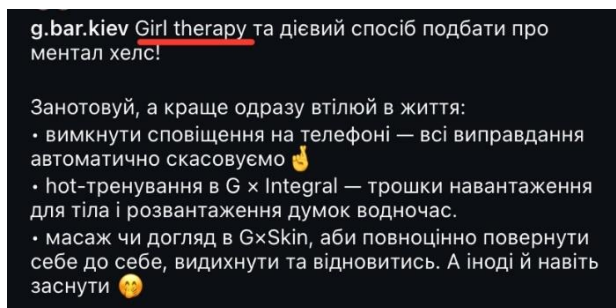 g.bar.kiev Girl therapy та дієвий спосіб подбати про
ментал хелс!
Занотовуй, а краще одразу втілюй в життя:
• вимкнути сповіщення на телефоні — всі виправдання
автоматично скасовуємо🤞
• hot-тренування в G × Integral — трошки навантаження
для тіла і розвантаження думок водночас.
• масаж чи догляд в G×Skin, аби повноцінно повернути
себе до себе, видихнути та відновитись. А іноді й навіть
заснути 🤭